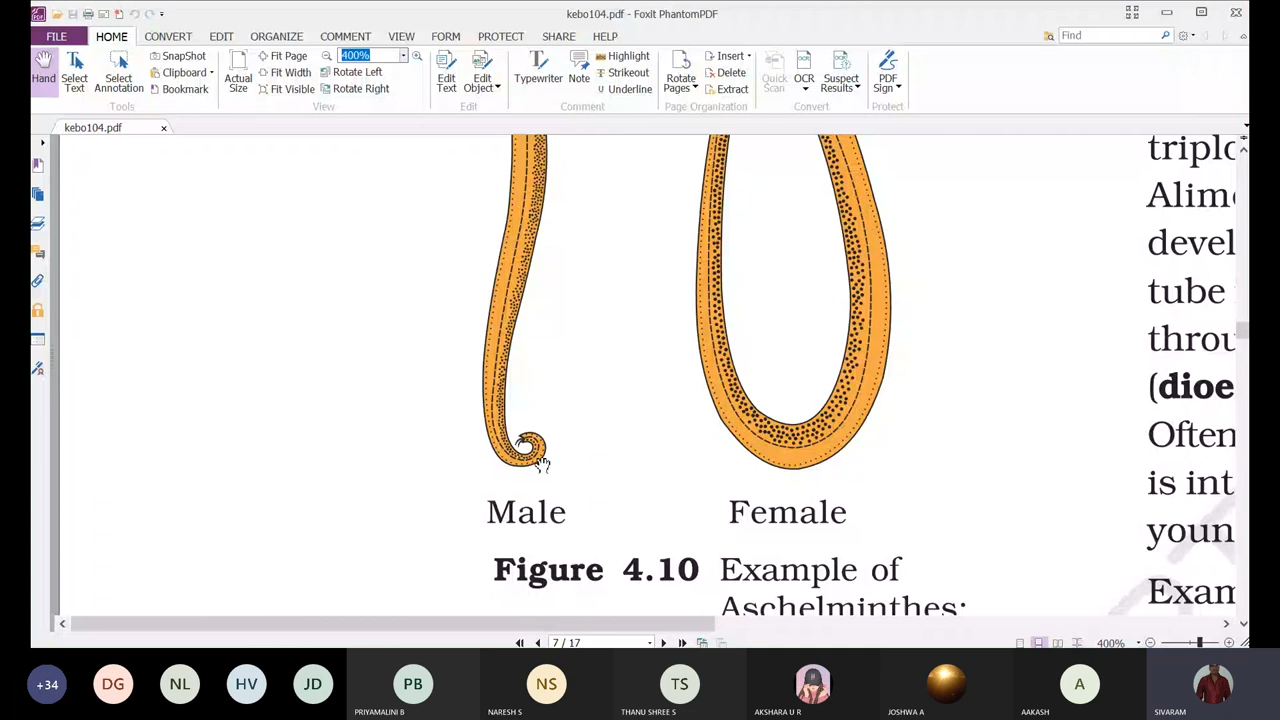 kebo104.pdf - Foxit PhantomPDF
FILE HOME CONVERT EDIT ORGANIZE COMMENT VIEW FORM PROTECT SHARE HELP
Find
Hand
Select Text
Select Annotation
SnapShot
Clipboard
Bookmark
Tools
Actual Size
Fit Page
Fit Width
Fit Visible
400%
Rotate Left
Rotate Right
View
Edit Text
Edit Object
Edit
Typewriter
Note
Highlight
Strikeout
Underline
Comment
Rotate Pages
Insert
Delete
Extract
Page Organization
Quick Scan
OCR
Suspect Results
Convert
PDF Sign
Protect
kebo104.pdf
Male
Female
Figure 4.10 Example of
Aschelminthes:
triplo
Alime
devel
tube
throu
(dioe
Often
is int
young
Exam
7 / 17
400%
+34
DG
NL
HV
JD
PB
PRIYAMALINI B
NS
NARESH S
TS
THANU SHREE S
AKSHARA U R
JOSHWA A
A
AAKASH
SIVARAM